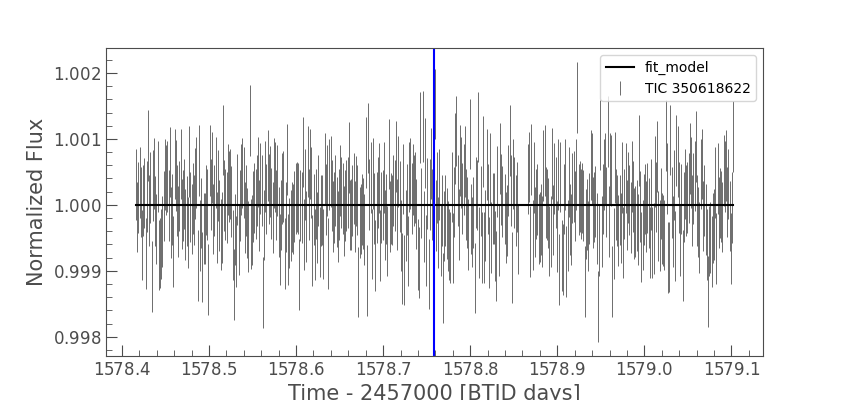 fit_model
TIC 350618622
1.002
1.001
1.000
0.999
0.998
Normalized Flux
1578.4 1578.5 1578.6 1578.7 1578.8 1578.9 1579.0 1579.1
Time - 2457000 [BTJD days]